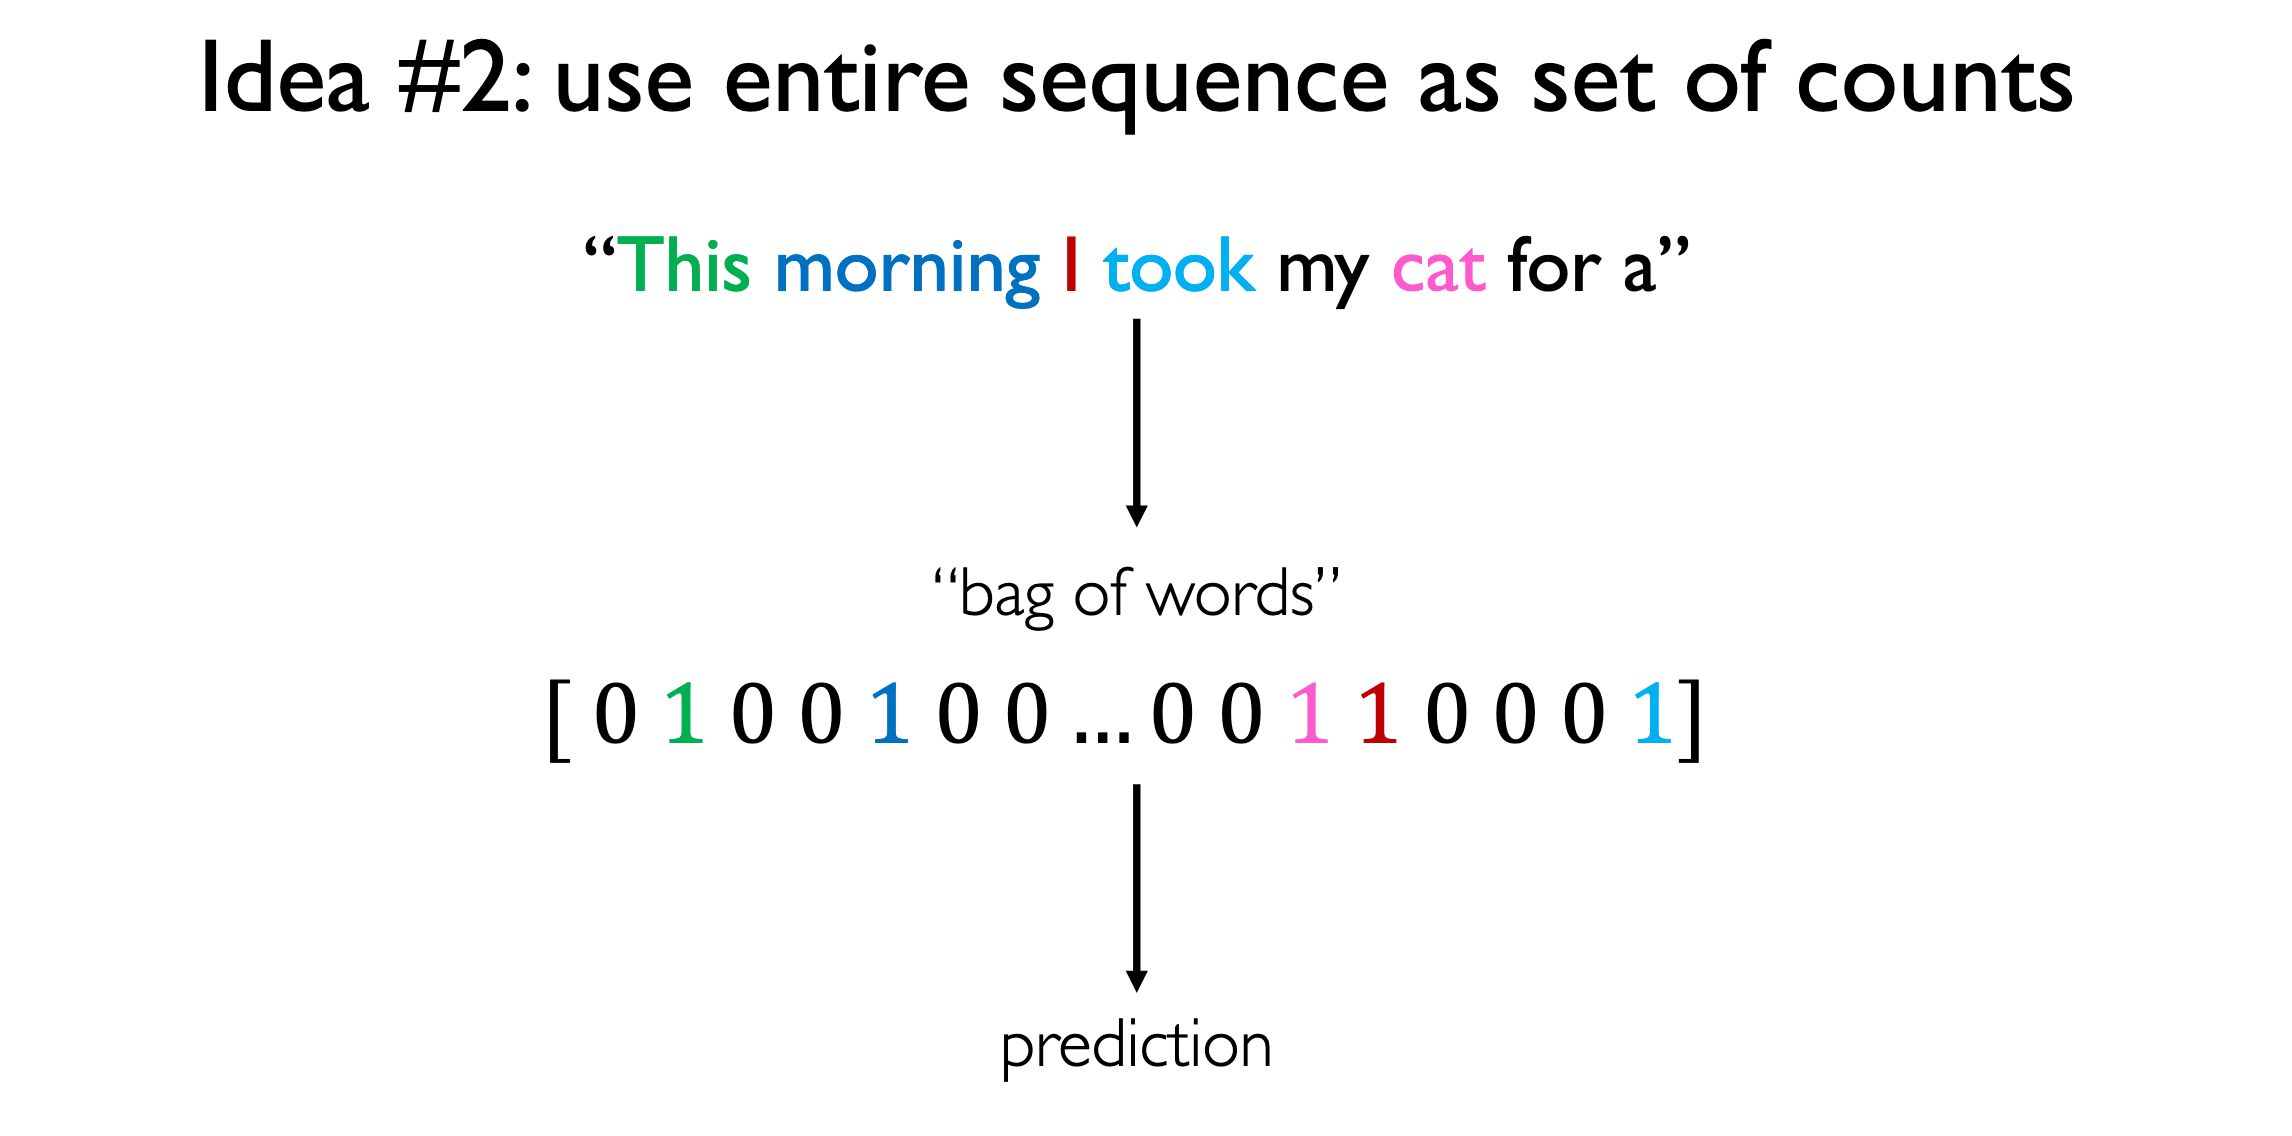 Idea #2: use entire sequence as set of counts
“This morning I took my cat for a”
“bag of words”
[ 0 1 0 0 1 0 0 ... 0 0 1 1 0 0 0 1 ]
prediction